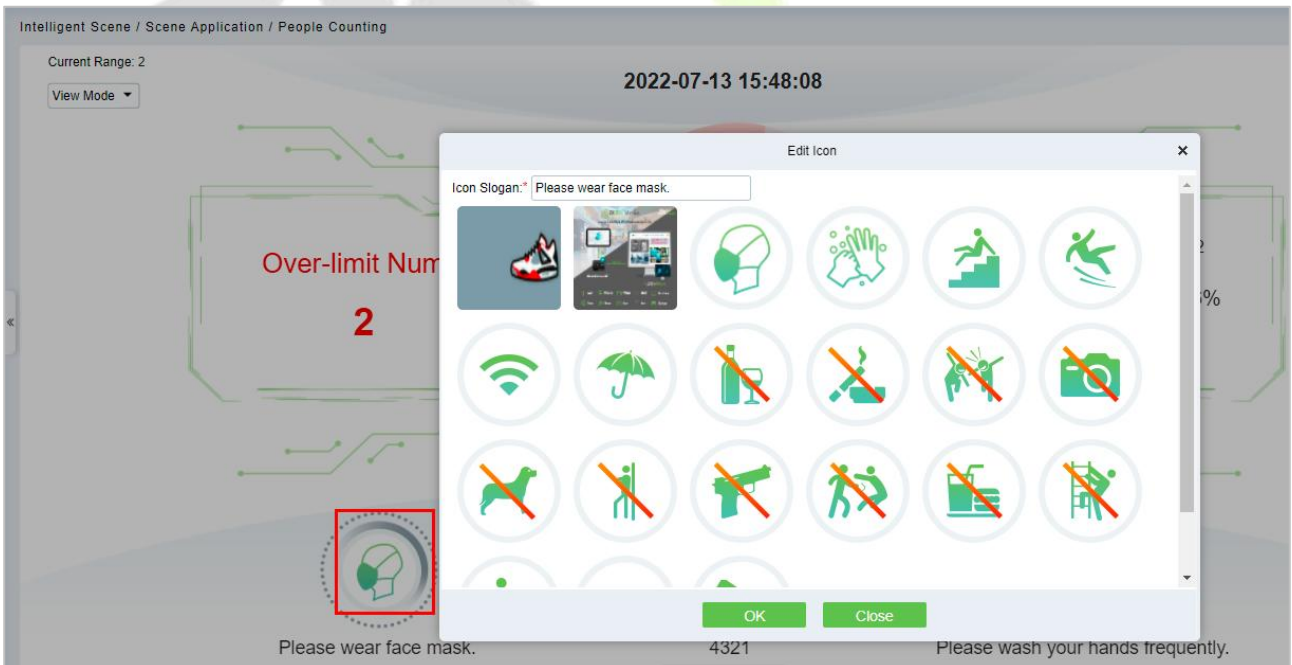 Intelligent Scene / Scene Application / People Counting
Current Range: 2
View Mode
2022-07-13 15:48:08
Edit Icon
Icon Slogan:* Please wear face mask.
Over-limit Num
2
%
OK
Close
Please wear face mask.
4321
Please wash your hands frequently.